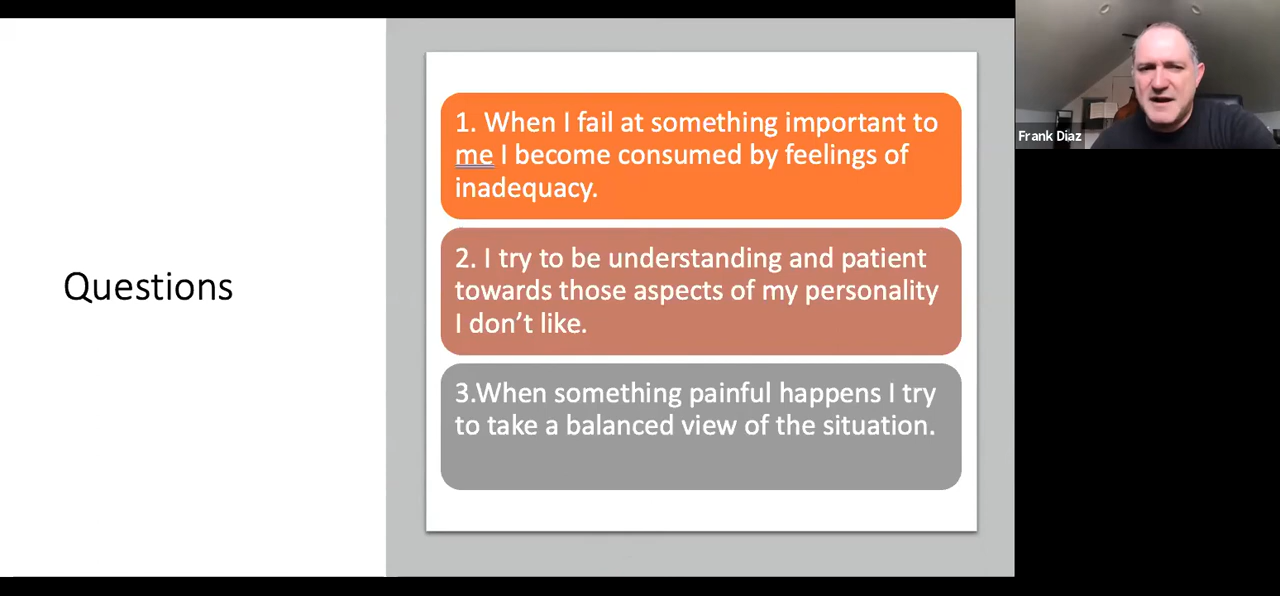 Questions
1. When I fail at something important to
me I become consumed by feelings of
inadequacy.
2. I try to be understanding and patient
towards those aspects of my personality
I don’t like.
3.When something painful happens I try
to take a balanced view of the situation.
Frank Diaz